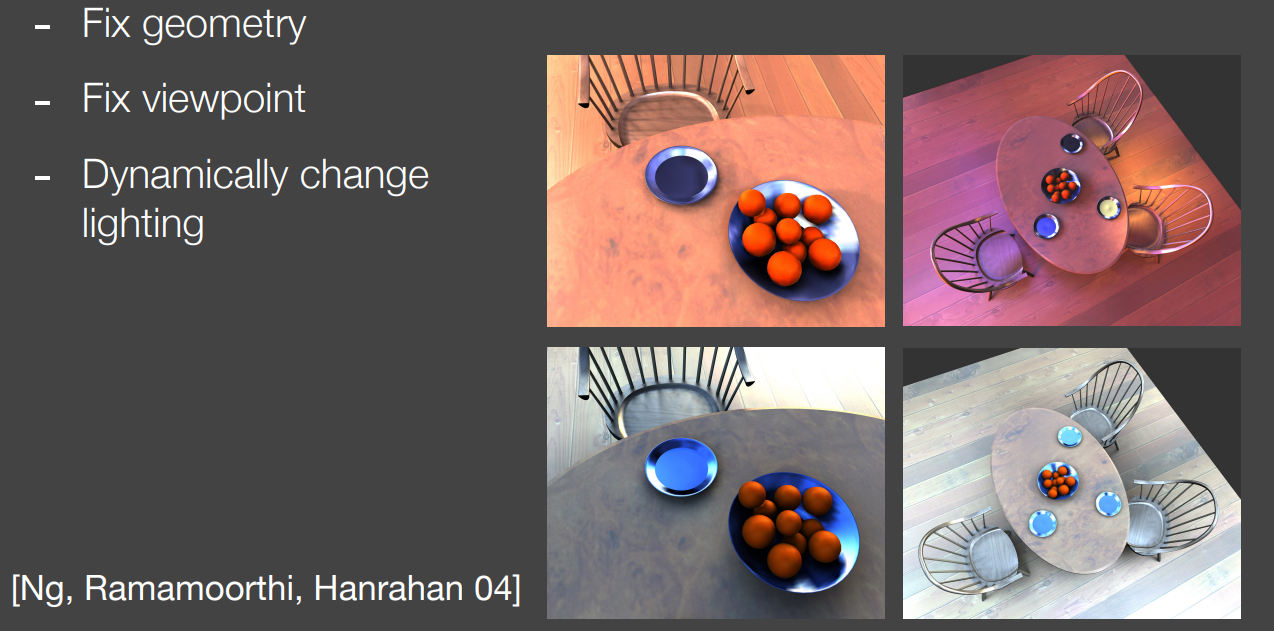 - Fix geometry
- Fix viewpoint
- Dynamically change
lighting
[Ng, Ramamoorthi, Hanrahan 04]